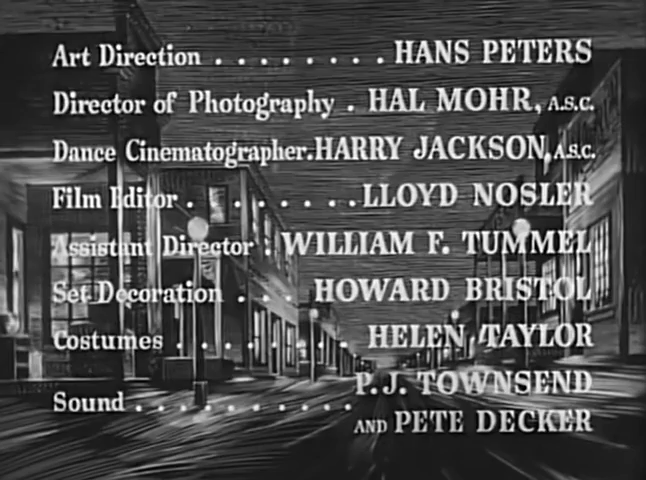 Art Direction . . . . . . . . HANS PETERS
Director of Photography . HAL MOHR, A.S.C.
Dance Cinematographer. HARRY JACKSON, A.S.C.
Film Editor . . . . . . . . LLOYD NOSLER
Assistant Director . WILLIAM F. TUMMEL
Set Decoration . . . HOWARD BRISTOL
Costumes . . . . . . . . HELEN TAYLOR
Sound . . . . . . . . . . . P. J. TOWNSEND
AND PETE DECKER